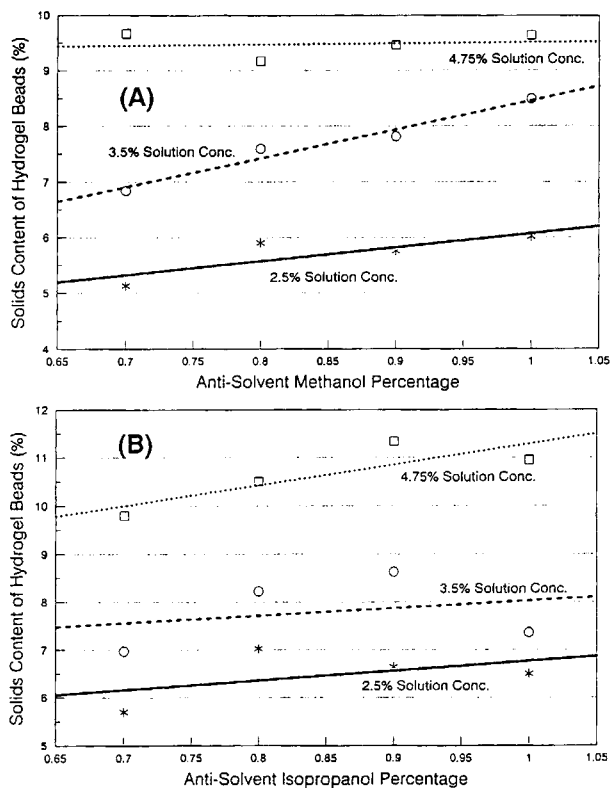 Solids Content of Hydrogel Beads (%)
10
9
8
7
6
5
4
(A)
4.75% Solution Conc.
3.5% Solution Conc.
2.5% Solution Conc.
0.65 0.7 0.75 0.8 0.85 0.9 0.95 1 1.05
Anti-Solvent Methanol Percentage
Solids Content of Hydrogel Beads (%)
12
11
10
9
8
7
6
5
(B)
4.75% Solution Conc.
3.5% Solution Conc.
2.5% Solution Conc.
0.65 0.7 0.75 0.8 0.85 0.9 0.95 1 1.05
Anti-Solvent Isopropanol Percentage